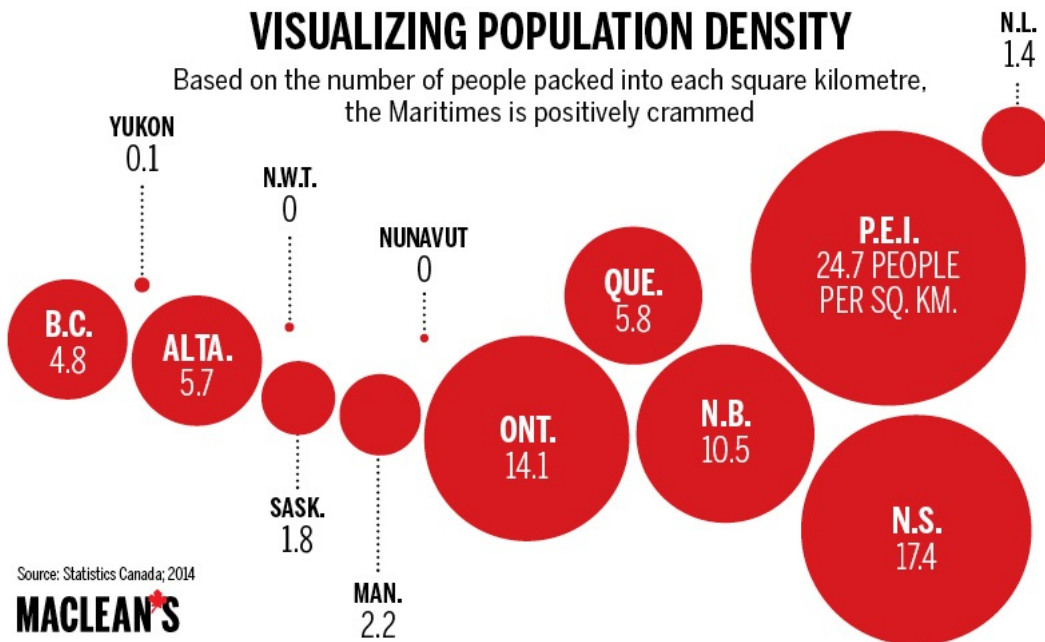 VISUALIZING POPULATION DENSITY
Based on the number of people packed into each square kilometre,
the Maritimes is positively crammed
N.L.
1.4
YUKON
0.1
N.W.T.
0
NUNAVUT
0
B.C.
4.8
ALTA.
5.7
SASK.
1.8
MAN.
2.2
ONT.
14.1
QUE.
5.8
N.B.
10.5
P.E.I.
24.7 PEOPLE
PER SQ. KM.
N.S.
17.4
Source: Statistics Canada; 2014
MACLEAN'S